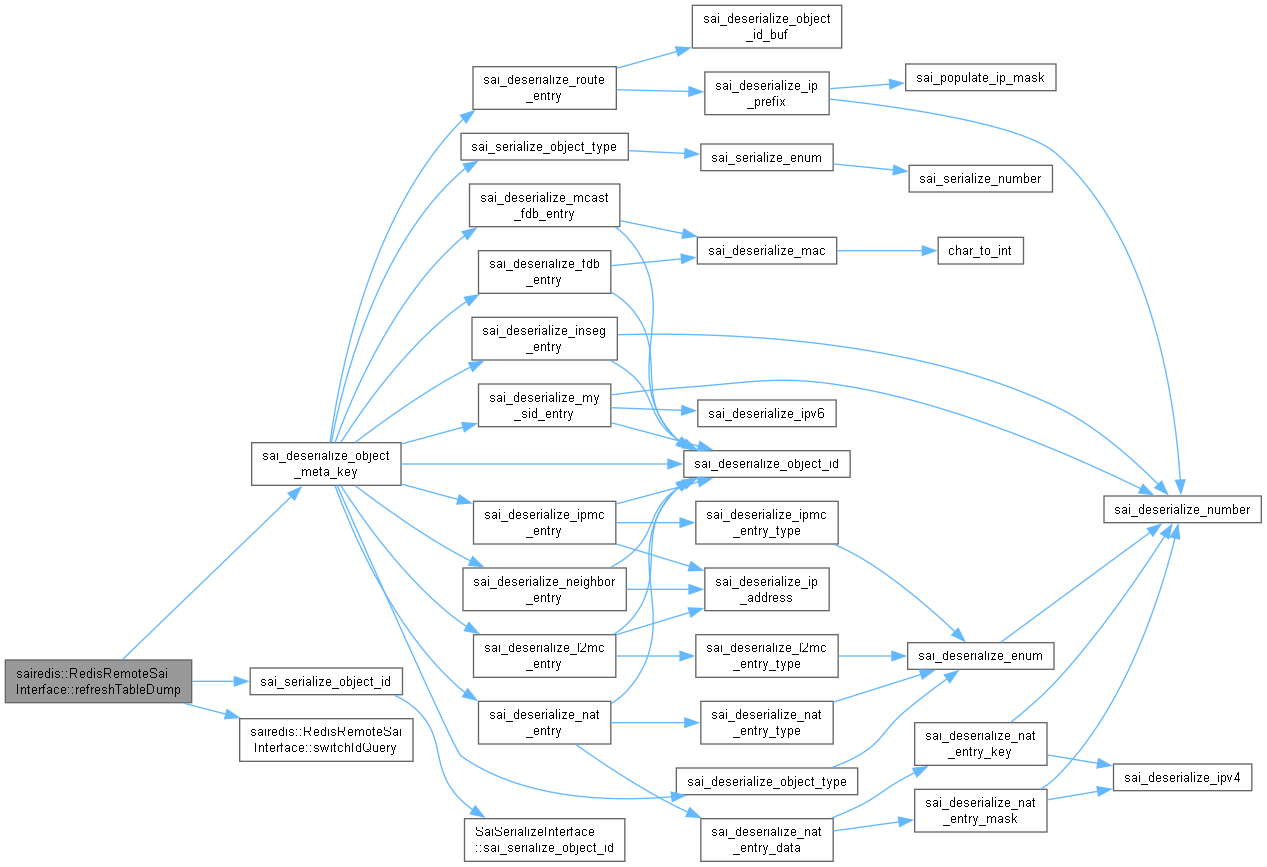 sai_deserialize_object
_id_buf
sai_deserialize_route
_entry
sai_deserialize_ip
_prefix
sai_populate_ip_mask
sai_serialize_object_type
sai_serialize_enum
sai_serialize_number
sai_deserialize_mcast
_fdb_entry
sai_deserialize_mac
char_to_int
sai_deserialize_fdb
_entry
sai_deserialize_inseg
_entry
sai_deserialize_my
_sid_entry
sai_deserialize_ipv6
sai_deserialize_object
_meta_key
sai_deserialize_object_id
sai_deserialize_ipmc
_entry
sai_deserialize_ipmc
_entry_type
sai_deserialize_number
sai_deserialize_neighbor
_entry
sai_deserialize_ip
_address
sai_deserialize_l2mc
_entry
sai_deserialize_l2mc
_entry_type
sai_deserialize_enum
sairedis::RedisRemoteSai
Interface::refreshTableDump
sai_serialize_object_id
sai_deserialize_nat
_entry
sai_deserialize_nat
_entry_type
sairedis::RedisRemoteSai
Interface::switchIdQuery
sai_deserialize_nat
_entry_key
sai_deserialize_object_type
sai_deserialize_ipv4
sai_deserialize_nat
_entry_mask
SaiSerializeInterface
::sai_serialize_object_id
sai_deserialize_nat
_entry_data